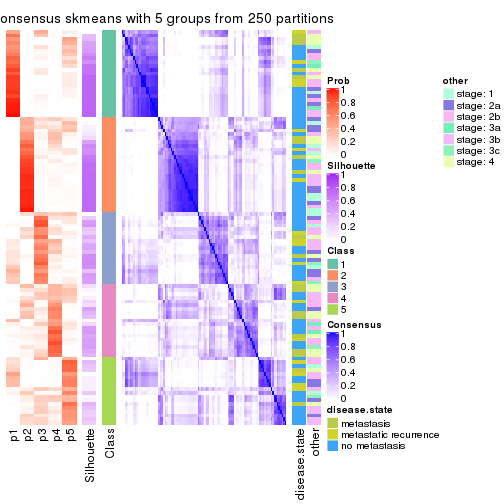 onsensus skmeans with 5 groups from 250 partitions
p1
p2
p3
p4
p5
Silhouette
Class
disease.state
other
Prob
1
0.8
0.6
0.4
0.2
0
Silhouette
1
0.8
0.6
0.4
0.2
0
Class
1
2
3
4
5
Consensus
1
0.8
0.6
0.4
0.2
0
disease.state
metastasis
metastatic recurrence
no metastasis
other
stage: 1
stage: 2a
stage: 2b
stage: 3a
stage: 3b
stage: 3c
stage: 4